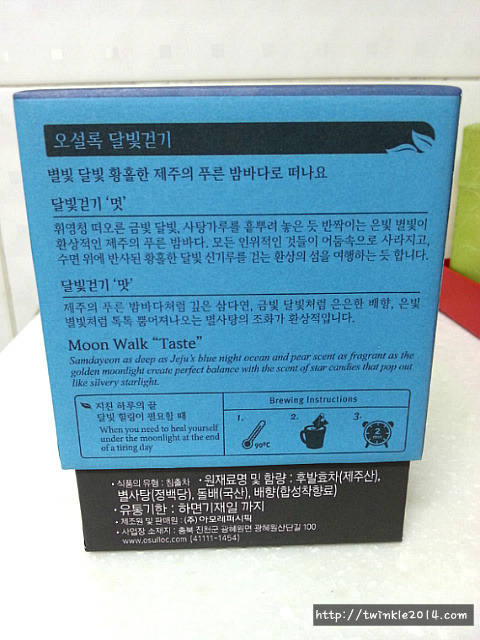 오설록 달빛걷기
별빛 달빛 황홀한 제주의 푸른 밤바다로 떠나요
달빛걷기 ‘멋’
휘영청 떠오른 금빛 달빛, 사탕가루를 흩뿌려 놓은 듯 반짝이는 은빛 별빛이
환상적인 제주의 푸른 밤바다. 모든 인위적인 것들이 어둠속으로 사라지고,
수면 위에 반사된 황홀한 달빛 신기루를 걷는 환상의 섬을 여행하는 듯 합니다.
달빛걷기 ‘맛’
제주의 푸른 밤바다처럼 깊은 삼다연, 금빛 달빛처럼 은은한 배향, 은빛
별빛처럼 톡톡 뿜어져나오는 별사탕의 조화가 환상적입니다.
Moon Walk “Taste”
Samdayeon as deep as Jeju's blue night ocean and pear scent as fragrant as the
golden moonlight create perfect balance with the scent of star candies that pop out
like silvery starlight.
지친 하루의 끝
달빛 힐링이 필요할 때
When you need to heal yourself
under the moonlight at the end
of a tiring day
Brewing Instructions
1. 2. 3.
90℃
2
• 식품의 유형 : 침출차 • 원재료명 및 함량 : 후발효차(제주산),
별사탕(정백당), 돌배(국산), 배향(합성착향료)
• 유통기한 : 하면기재일 까지
• 제조원 및 판매원 : (주)아모레퍼시픽
• 사업장 소재지 : 충북 진천군 광혜원면 광혜원산단길 100
www.osulloc.com (41111-1454)
http://twinkle2014.com